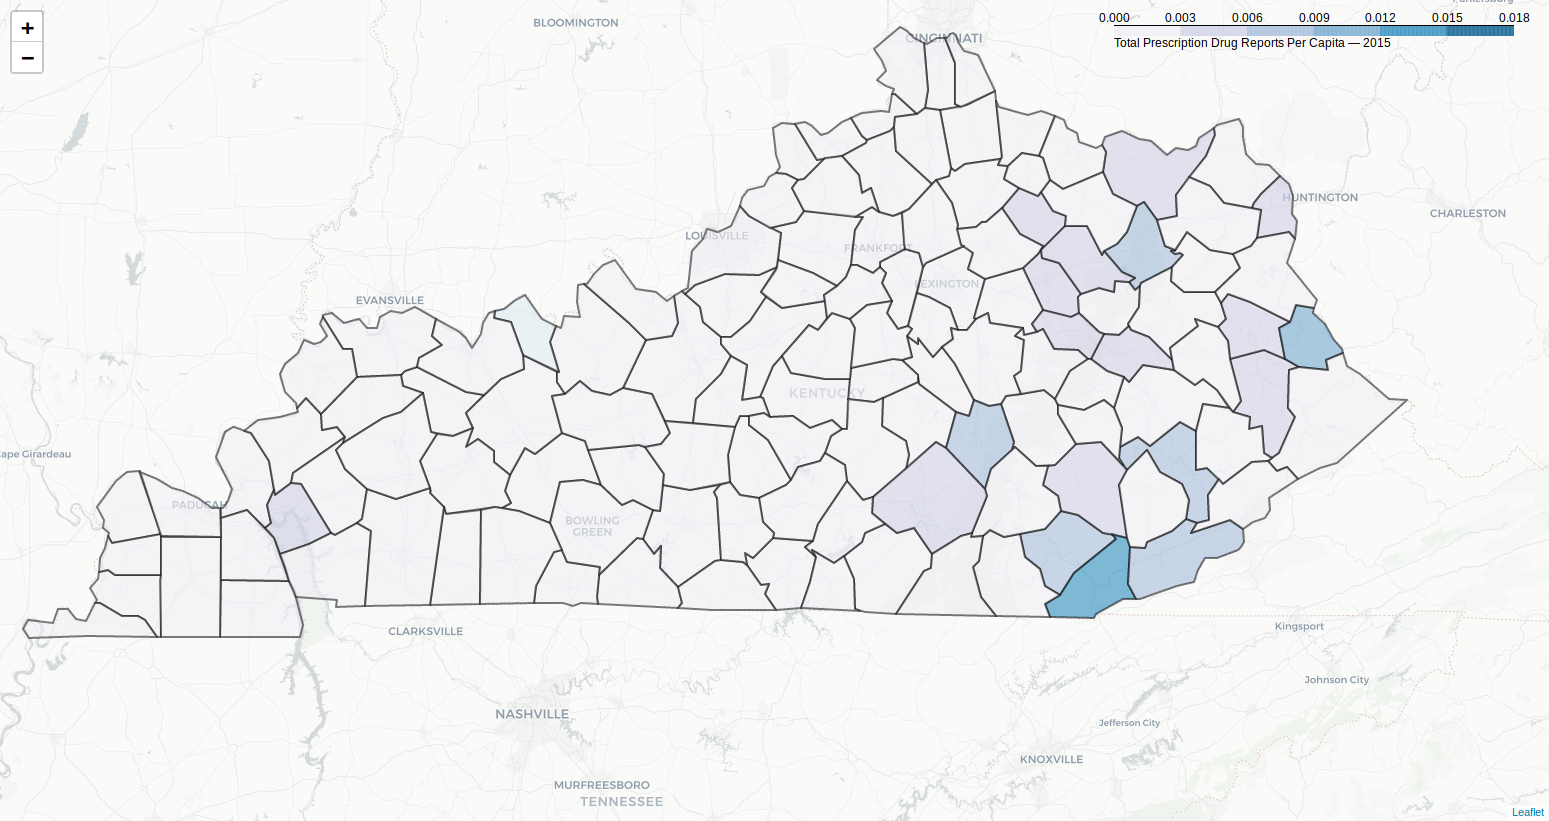 +
−
0.000 0.003 0.006 0.009 0.012 0.015 0.018
Total Prescription Drug Reports Per Capita — 2015
BLOOMINGTON
CINCINNATI
HUNTINGTON
CHARLESTON
LOUISVILLE
FRANKFORT
LEXINGTON
EVANSVILLE
KENTUCKY
Cape Girardeau
PADUCAH
BOWLING
GREEN
CLARKSVILLE
Kingsport
Johnson City
NASHVILLE
Jefferson City
KNOXVILLE
MURFREESBORO
TENNESSEE
Leaflet